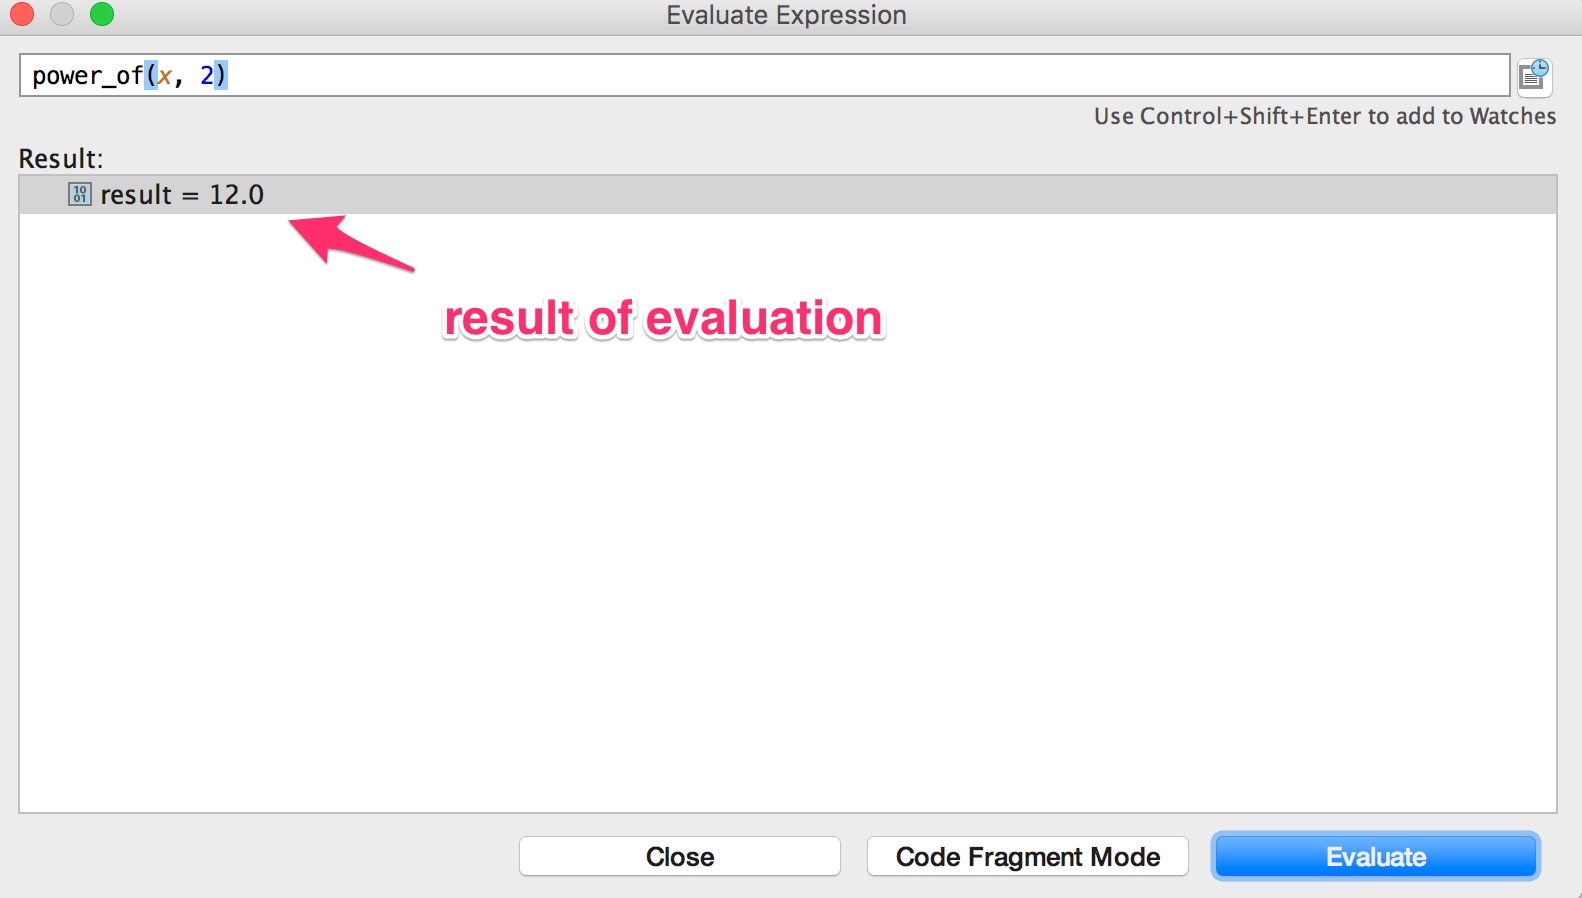 Evaluate Expression
power_of(x, 2)
Use Control+Shift+Enter to add to Watches
Result:
10
01
result = 12.0
result of evaluation
Close
Code Fragment Mode
Evaluate